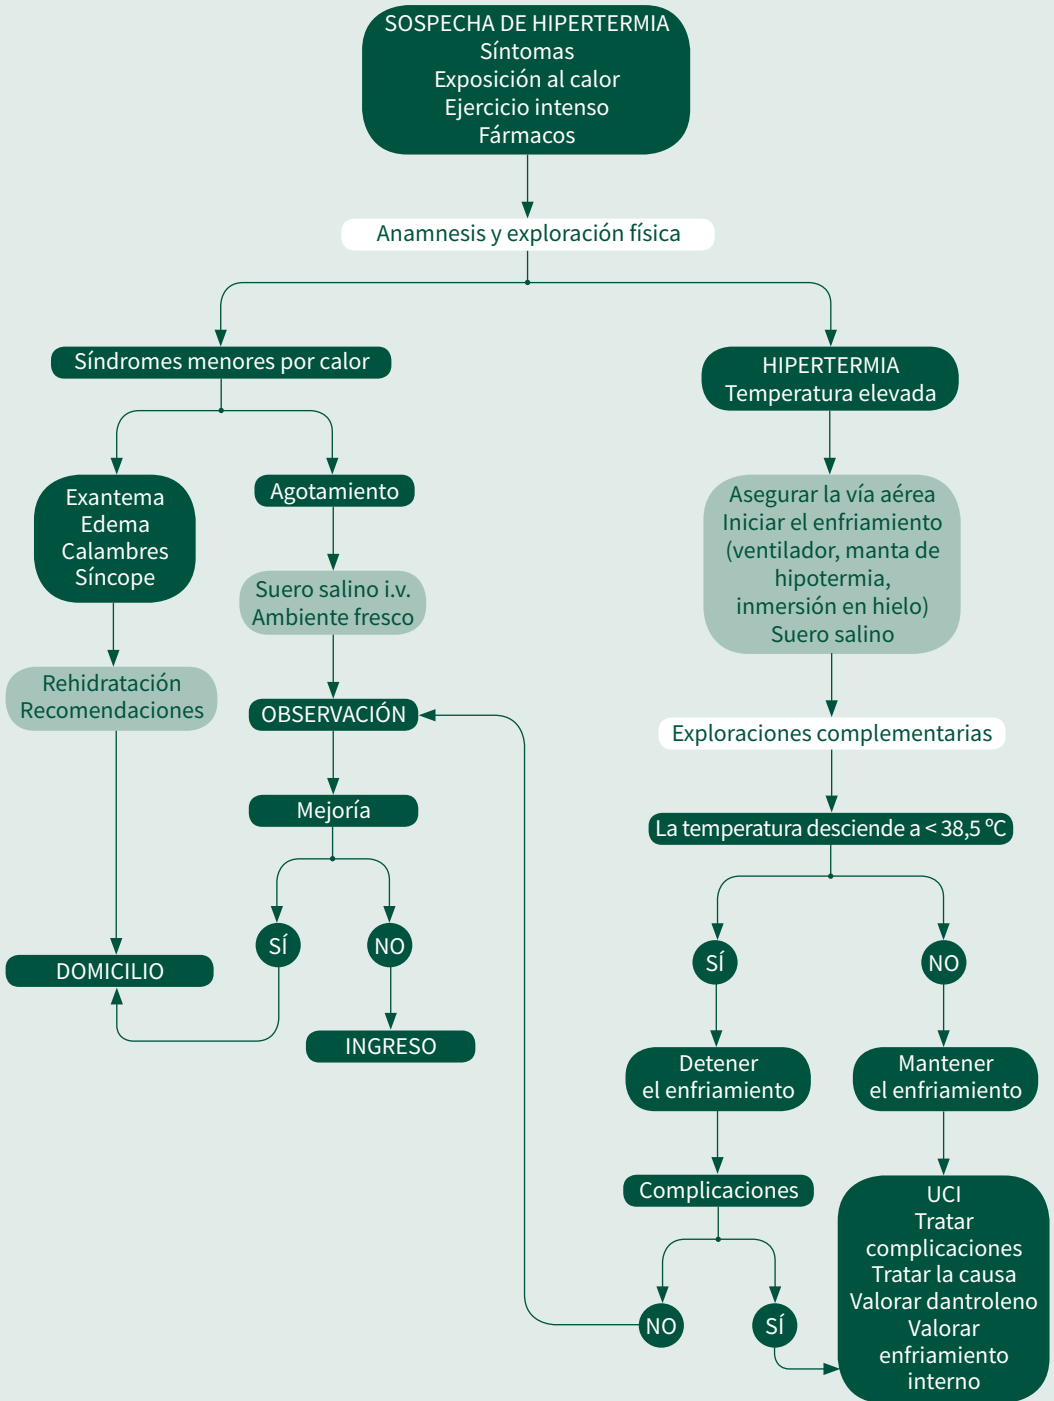 SOSPECHA DE HIPERTERMIA
Síntomas
Exposición al calor
Ejercicio intenso
Fármacos
Anamnesis y exploración física
Síndromes menores por calor
HIPERTERMIA
Temperatura elevada
Exantema
Edema
Calambres
Síncope
Agotamiento
Asegurar la vía aérea
Iniciar el enfriamiento
(ventilador, manta de
hipotermia,
inmersión en hielo)
Suero salino
Suero salino i.v.
Ambiente fresco
Rehidratación
Recomendaciones
OBSERVACIÓN
Exploraciones complementarias
Mejoría
La temperatura desciende a < 38,5 ºC
SÍ
NO
SÍ
NO
DOMICILIO
INGRESO
Detener
el enfriamiento
Mantener
el enfriamiento
Complicaciones
UCI
Tratar
complicaciones
Tratar la causa
Valorar dantroleno
Valorar
enfriamiento
interno
NO
SÍ